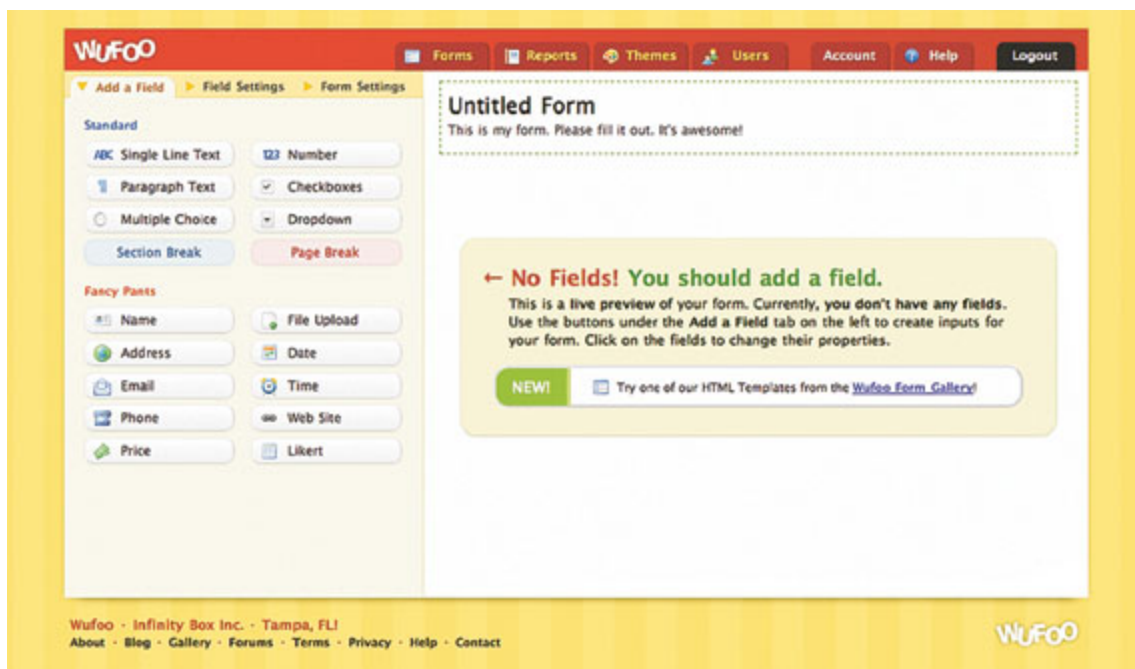 WUFOO
Forms Reports Themes Users Account Help Logout
Add a Field Field Settings Form Settings
Standard
ABC Single Line Text 123 Number
Paragraph Text Checkboxes
Multiple Choice Dropdown
Section Break Page Break
Fancy Pants
Name File Upload
Address Date
Email Time
Phone Web Site
Price Likert
Untitled Form
This is my form. Please fill it out. It's awesome!
← No Fields! You should add a field.
This is a live preview of your form. Currently, you don't have any fields.
Use the buttons under the Add a Field tab on the left to create inputs for
your form. Click on the fields to change their properties.
NEW! Try one of our HTML Templates from the Wufoo Form Gallery!
Wufoo · Infinity Box Inc. · Tampa, FL!
About · Blog · Gallery · Forums · Terms · Privacy · Help · Contact
WUFOO